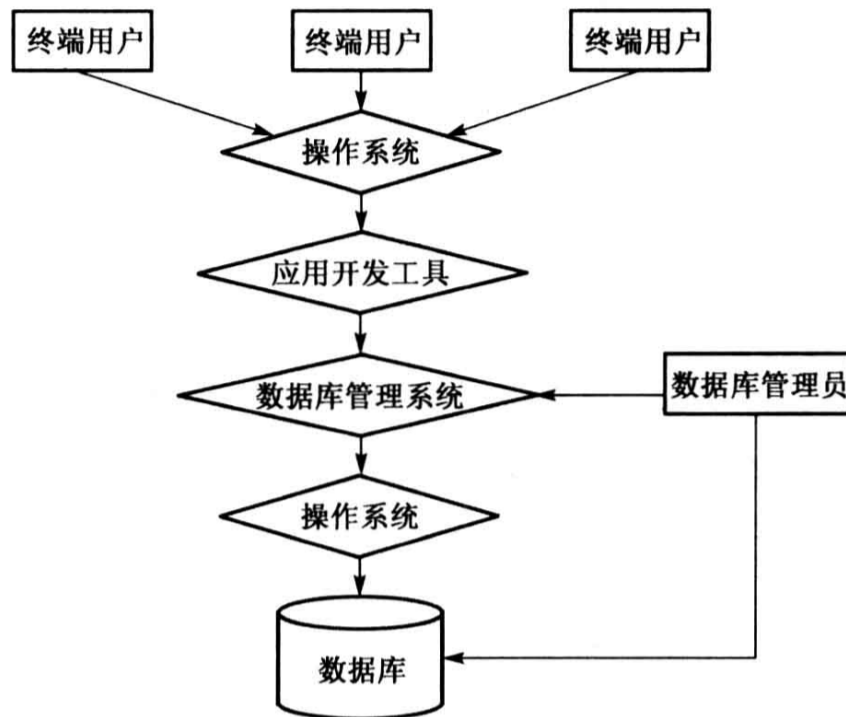 终端用户
终端用户
终端用户
操作系统
应用开发工具
数据库管理系统
数据库管理员
操作系统
数据库